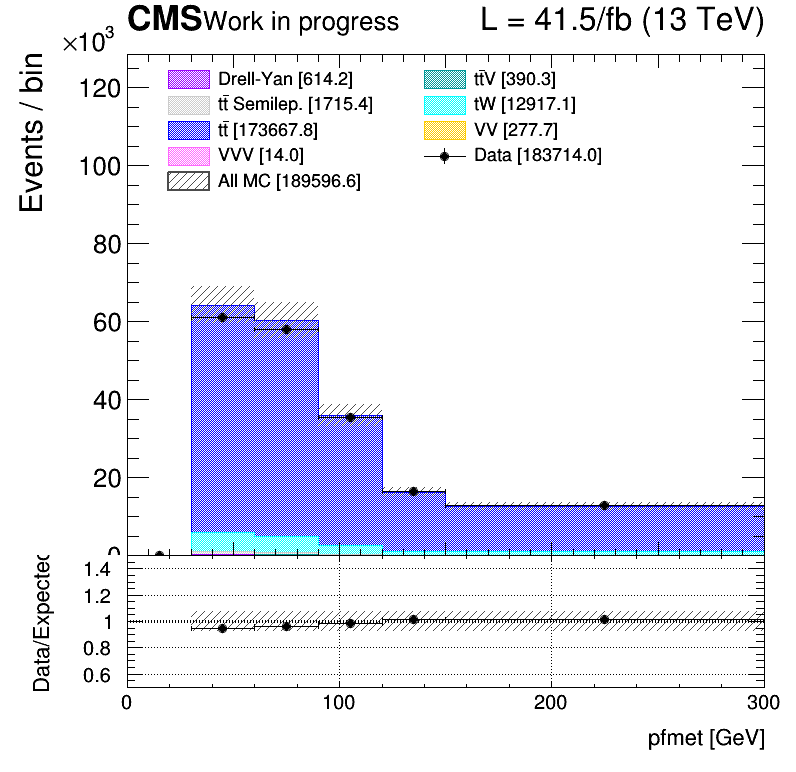 CMS Work in progress L = 41.5/fb (13 TeV)
×10³
Events / bin
120
100
80
60
40
20
0
Drell-Yan [614.2]
tt̄ Semilep. [1715.4]
tt̄ [173667.8]
VVV [14.0]
All MC [189596.6]
tt̄V [390.3]
tW [12917.1]
VV [277.7]
Data [183714.0]
Data/Expected
1.4
1.2
1
0.8
0.6
0 100 200 300
pfmet [GeV]